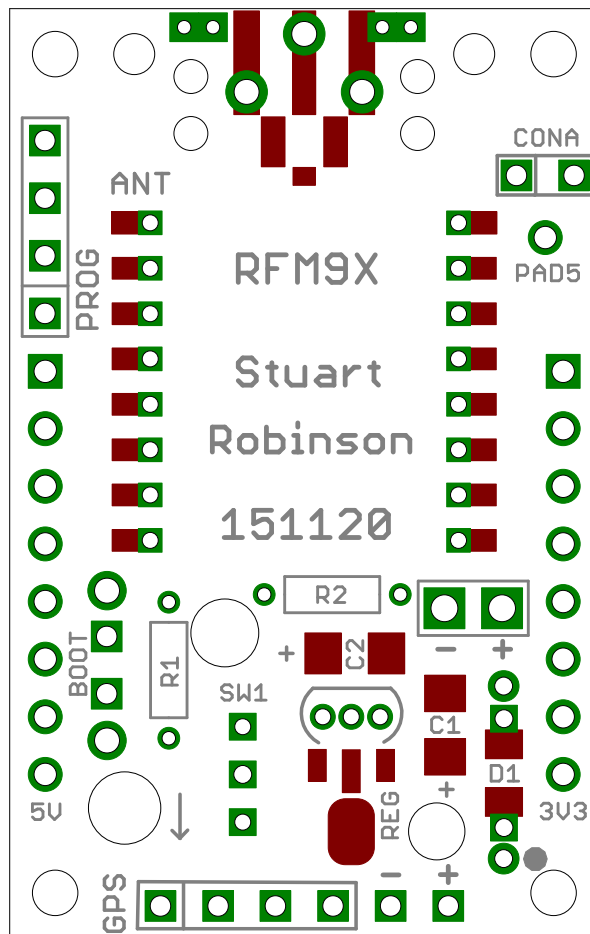 CONA
ANT
PROG
RFM9X
PAD5
Stuart
Robinson
151120
R2
BOOT
R1
+
C2
-
+
SW1
C1
D1
+
5V
REG
3V3
GPS
-
+